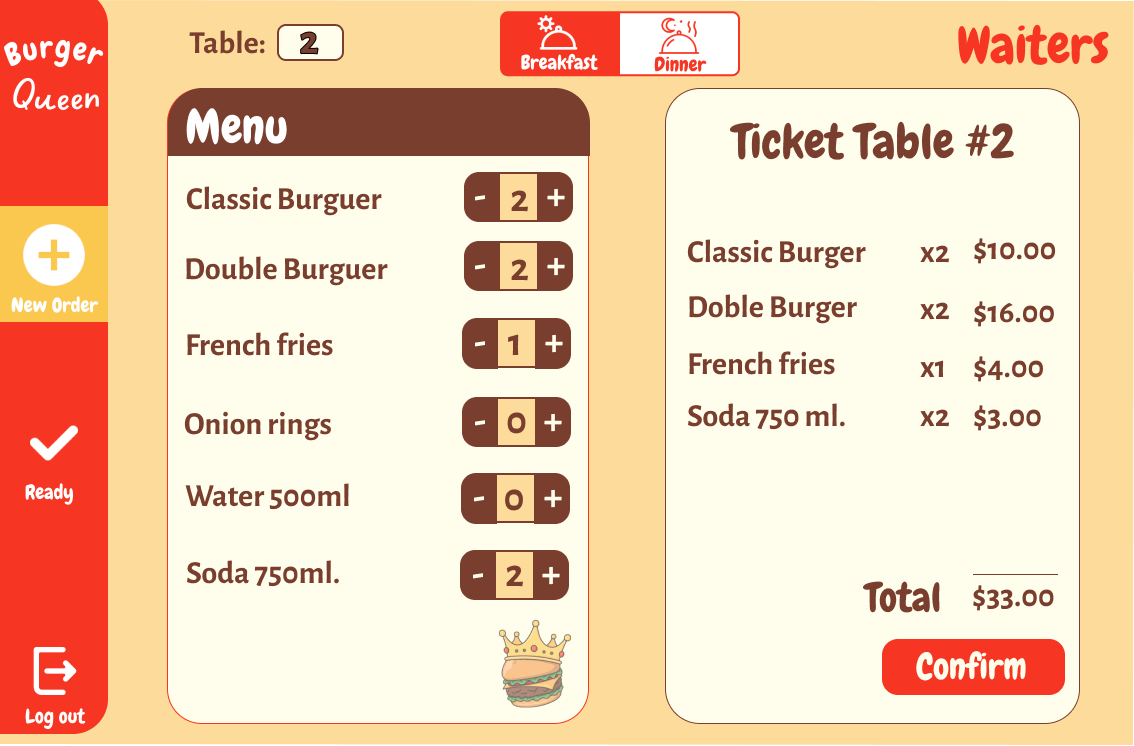 Burger
Queen
Table: 2
Breakfast
Dinner
Waiters
New Order
Ready
Log out
Menu
Classic Burguer - 2 +
Double Burguer - 2 +
French fries - 1 +
Onion rings - 0 +
Water 500ml - 0 +
Soda 750ml. - 2 +
Ticket Table #2
Classic Burger x2 $10.00
Doble Burger x2 $16.00
French fries x1 $4.00
Soda 750 ml. x2 $3.00
Total $33.00
Confirm